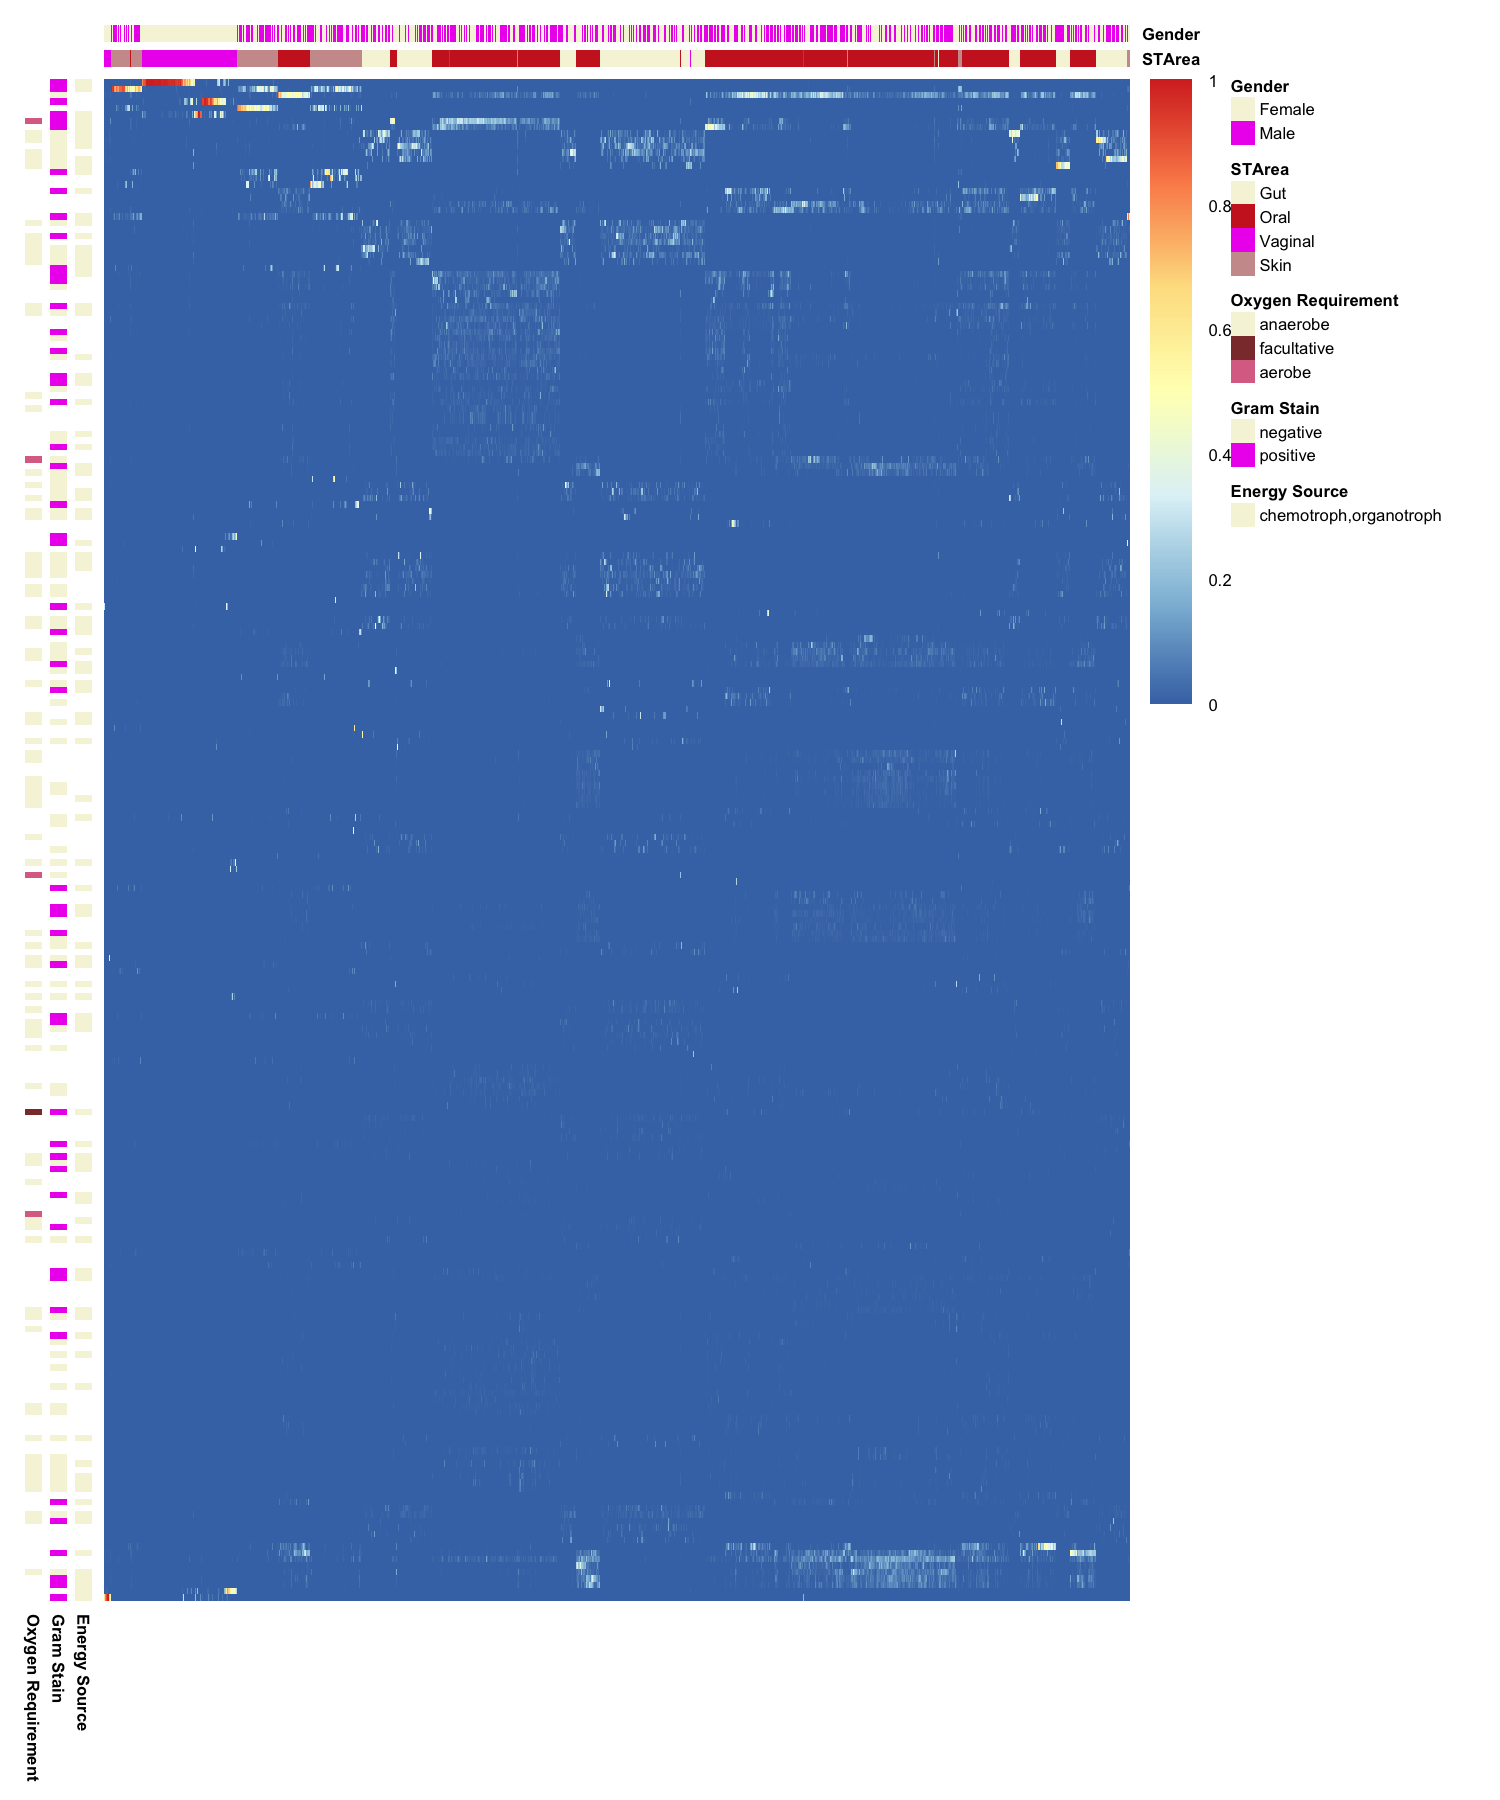 Gender
STArea
1
0.8
0.6
0.4
0.2
0
Gender
Female
Male
STArea
Gut
Oral
Vaginal
Skin
Oxygen Requirement
anaerobe
facultative
aerobe
Gram Stain
negative
positive
Energy Source
chemotroph,organotroph
Oxygen Requirement
Gram Stain
Energy Source